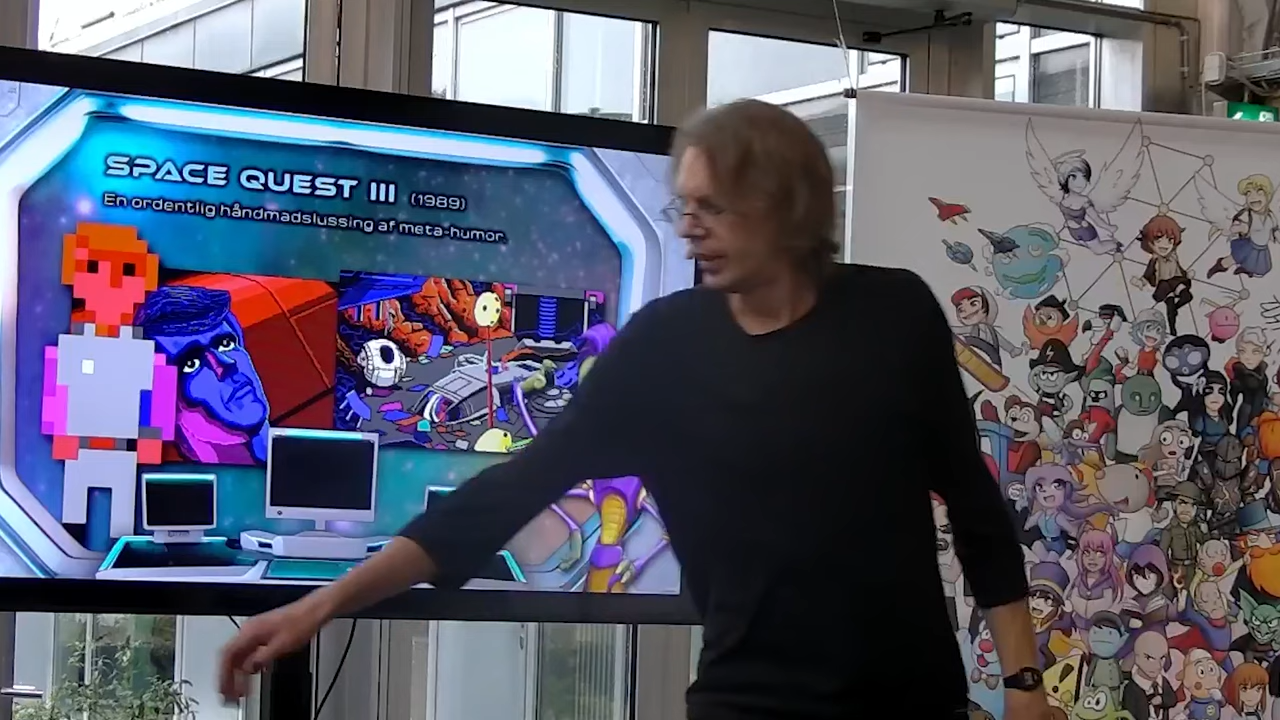 SPACE QUEST III (1989)
En ordentlig håndmadslussing af meta-humor.